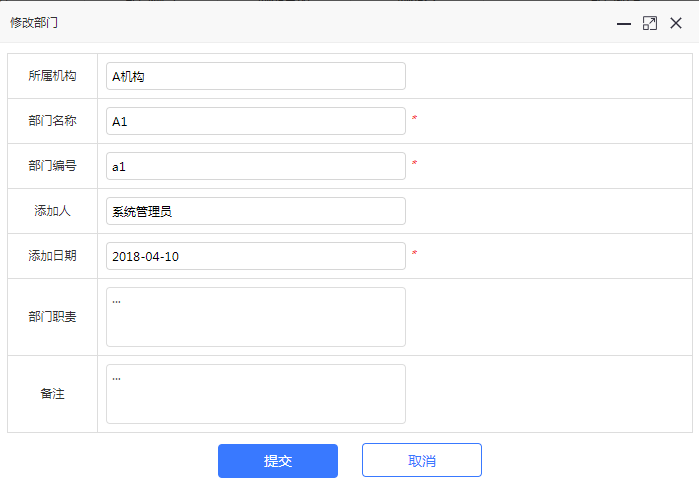 修改部门
所属机构 A机构
部门名称 A1 *
部门编号 a1 *
添加人 系统管理员
添加日期 2018-04-10 *
部门职责 ...
备注 ...
提交 取消